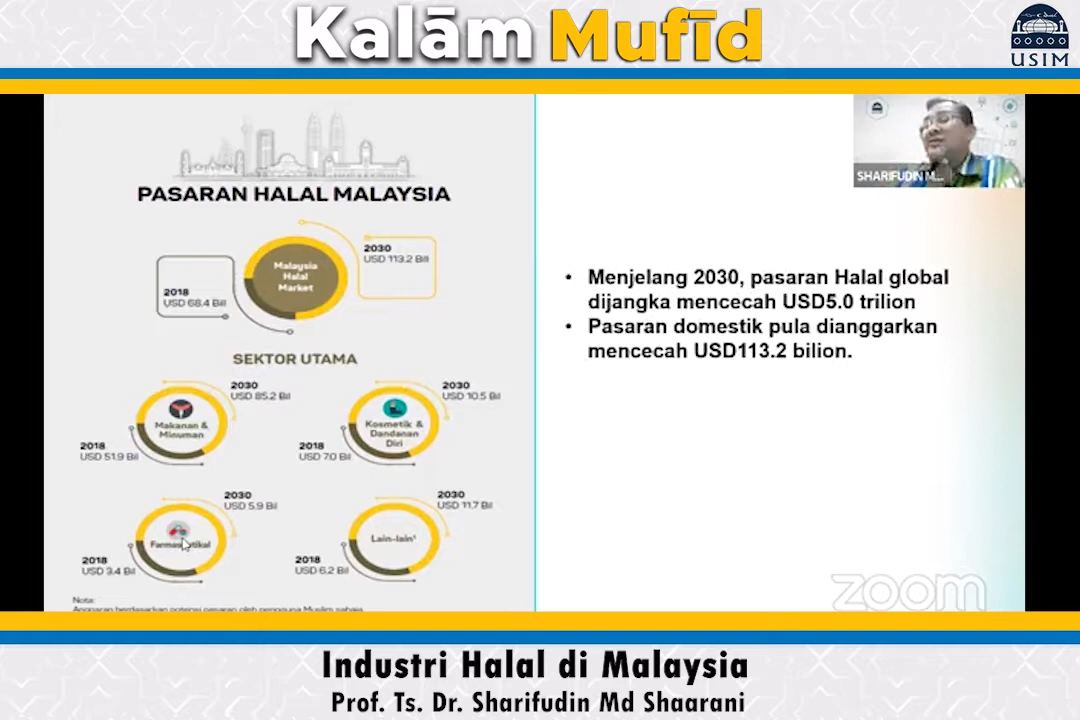 Kalām Mufīd
USIM
PASARAN HALAL MALAYSIA
Malaysia
Halal
Market
2030
USD 113.2 Bil
2018
USD 68.4 Bil
SEKTOR UTAMA
2030
USD 85.2 Bil
Makanan &
Minuman
2018
USD 51.9 Bil
2030
USD 10.5 Bil
Kosmetik &
Dandanan
Diri
2018
USD 7.0 Bil
2030
USD 5.9 Bil
2018
USD 3.4 Bil
2030
USD 11.7 Bil
Lain-lain¹
2018
USD 6.2 Bil
Nota:
SHARIFUDIN M...
• Menjelang 2030, pasaran Halal global
dijangka mencecah USD5.0 trilion
• Pasaran domestik pula dianggarkan
mencecah USD113.2 bilion.
zoom
Industri Halal di Malaysia
Prof. Ts. Dr. Sharifudin Md Shaarani